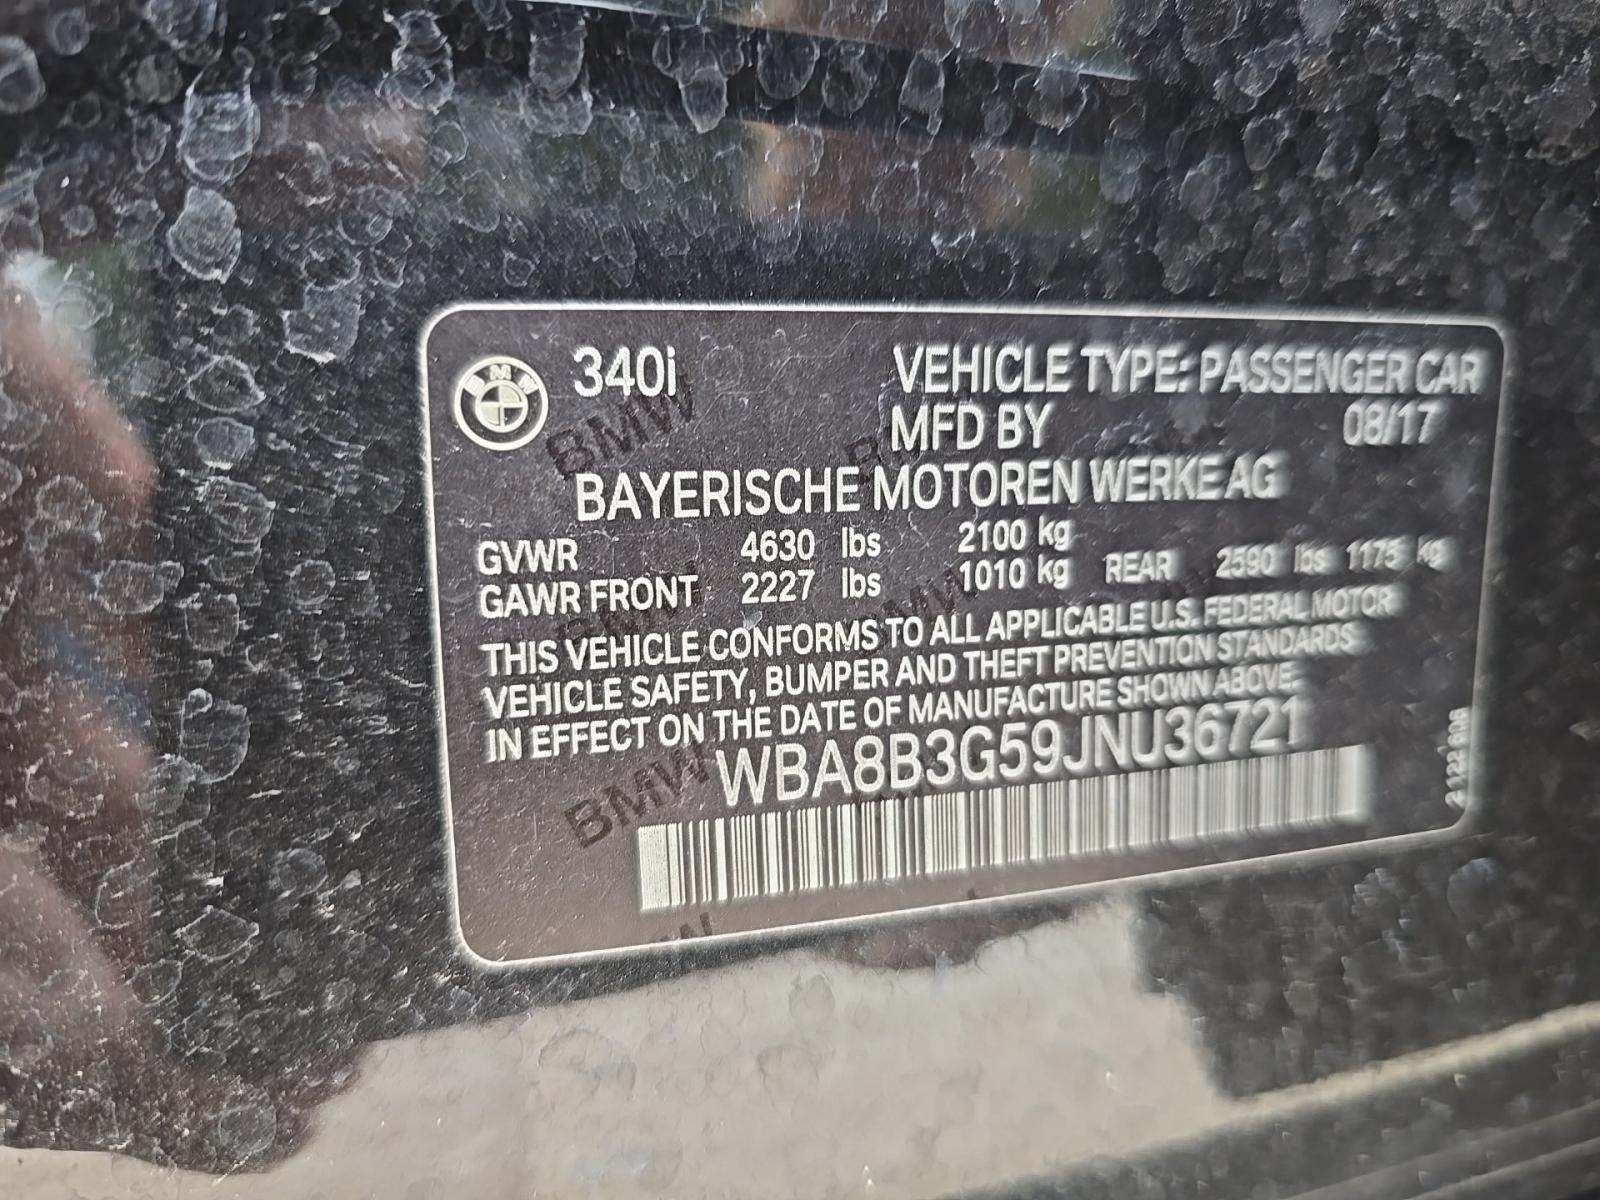 BMW 340i VEHICLE TYPE: PASSENGER CAR
MFD BY 08/17
BAYERISCHE MOTOREN WERKE AG
GVWR 4630 lbs 2100 kg
GAWR FRONT 2227 lbs 1010 kg REAR 2590 lbs 1175 kg
THIS VEHICLE CONFORMS TO ALL APPLICABLE U.S. FEDERAL MOTOR
VEHICLE SAFETY, BUMPER AND THEFT PREVENTION STANDARDS
IN EFFECT ON THE DATE OF MANUFACTURE SHOWN ABOVE.
WBA8B3G59JNU36721
BMW
BMW
BMW